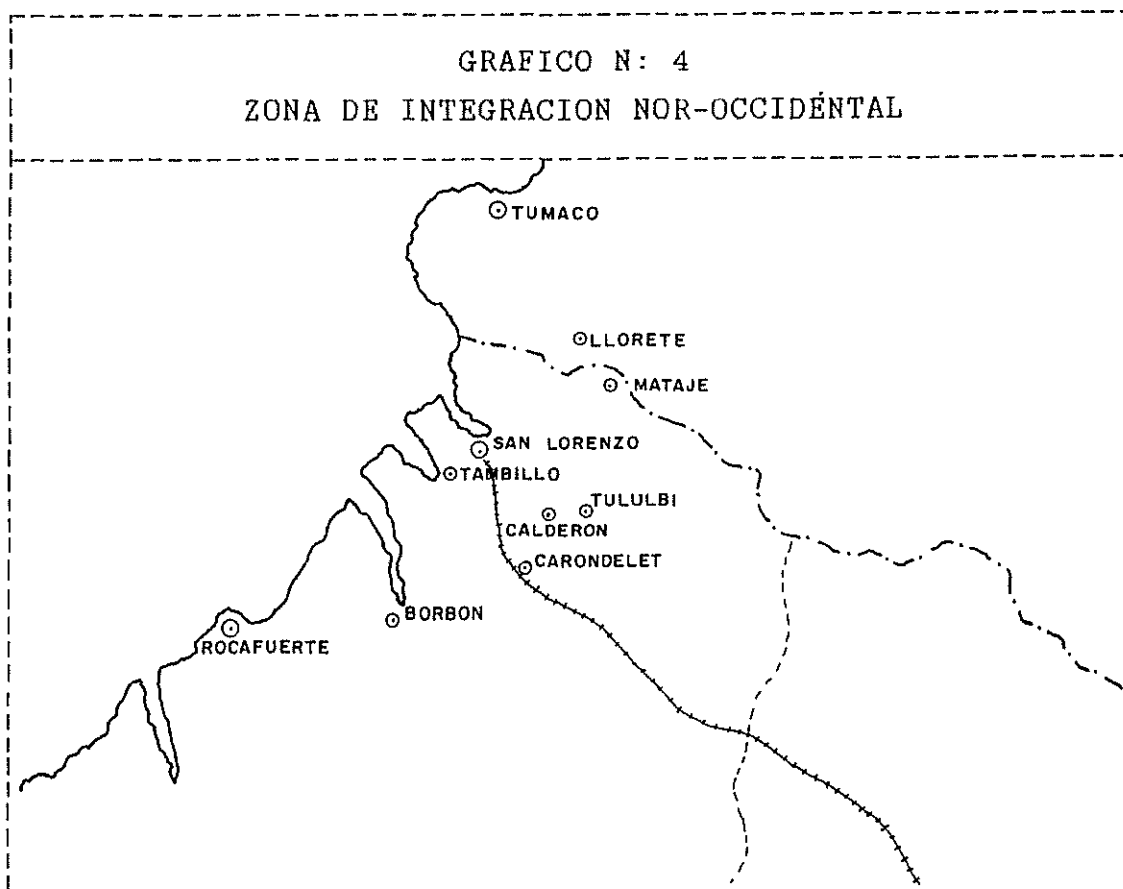 GRAFICO N: 4
ZONA DE INTEGRACION NOR-OCCIDÉNTAL
TUMACO
LLORETE
MATAJE
SAN LORENZO
TAMBILLO
TULULBI
CALDERON
CARONDELET
BORBON
ROCAFUERTE